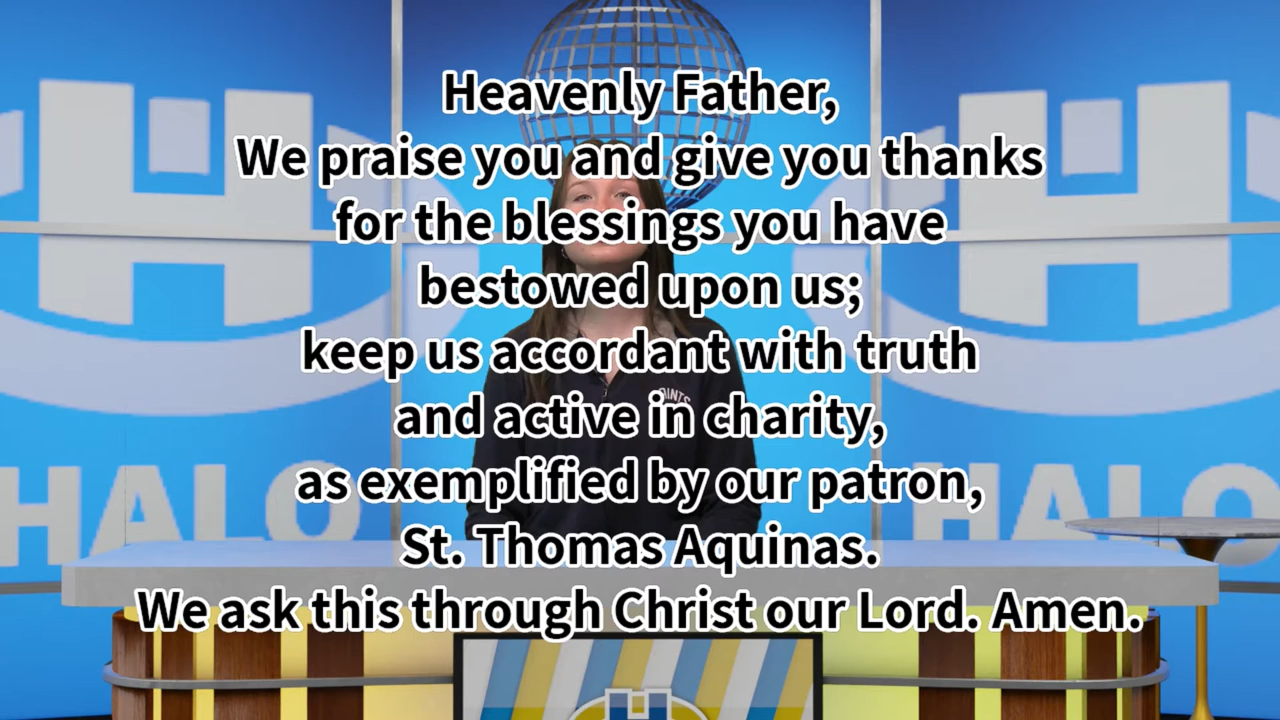 Heavenly Father,
We praise you and give you thanks
for the blessings you have
bestowed upon us;
keep us accordant with truth
and active in charity,
as exemplified by our patron,
St. Thomas Aquinas.
We ask this through Christ our Lord. Amen.
H
H
HALO
HALO
H